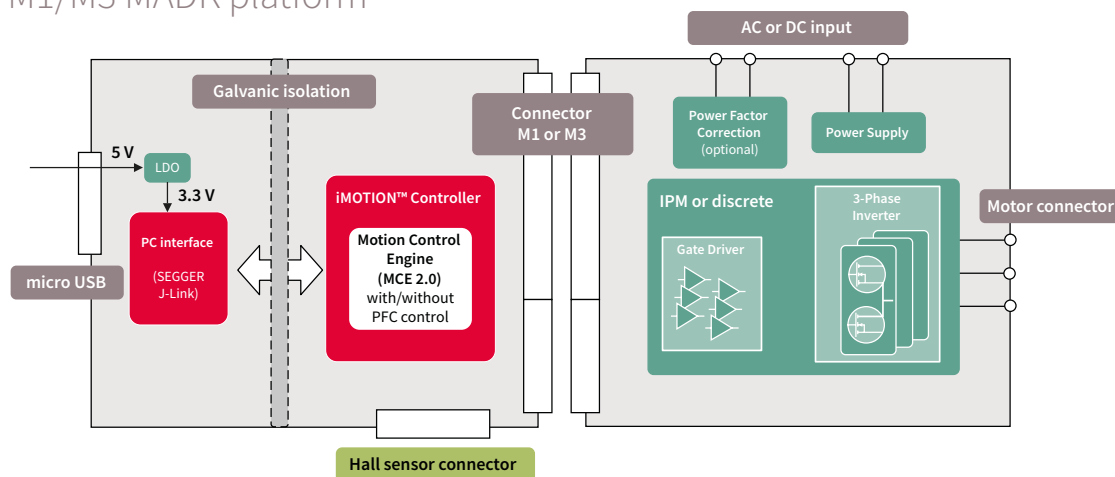 M1/M3 MADK platform
AC or DC input
Galvanic isolation
Connector
M1 or M3
Power Factor
Correction
(optional)
Power Supply
5 V
LDO
3.3 V
iMOTION™ Controller
IPM or discrete
3-Phase
Inverter
Motor connector
PC interface
(SEGGER
J-Link)
Motion Control
Engine
(MCE 2.0)
with/without
PFC control
Gate Driver
micro USB
Hall sensor connector